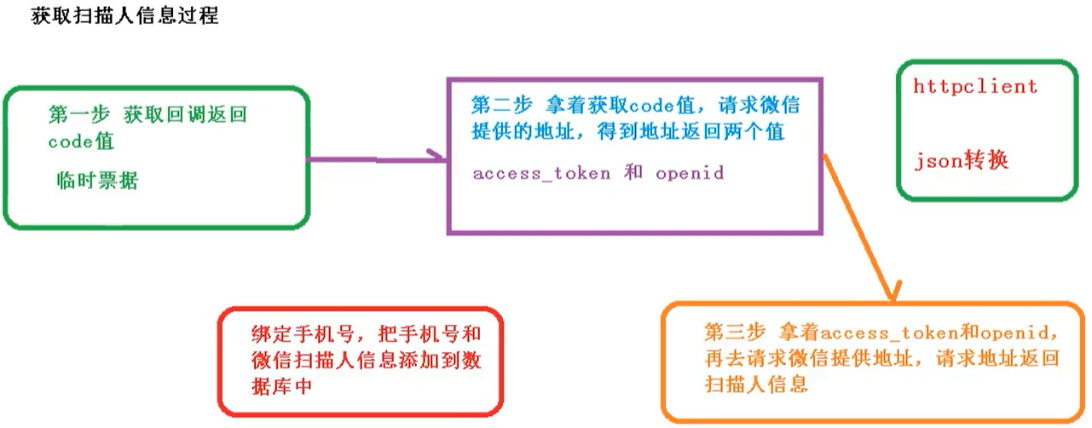 获取扫描人信息过程
第一步 获取回调返回
code值
临时票据
第二步 拿着获取code值，请求微信
提供的地址，得到地址返回两个值
access_token 和 openid
httpclient
json转换
绑定手机号，把手机号和
微信扫描人信息添加到数
据库中
第三步 拿着access_token和openid，
再去请求微信提供地址，请求地址返回
扫描人信息